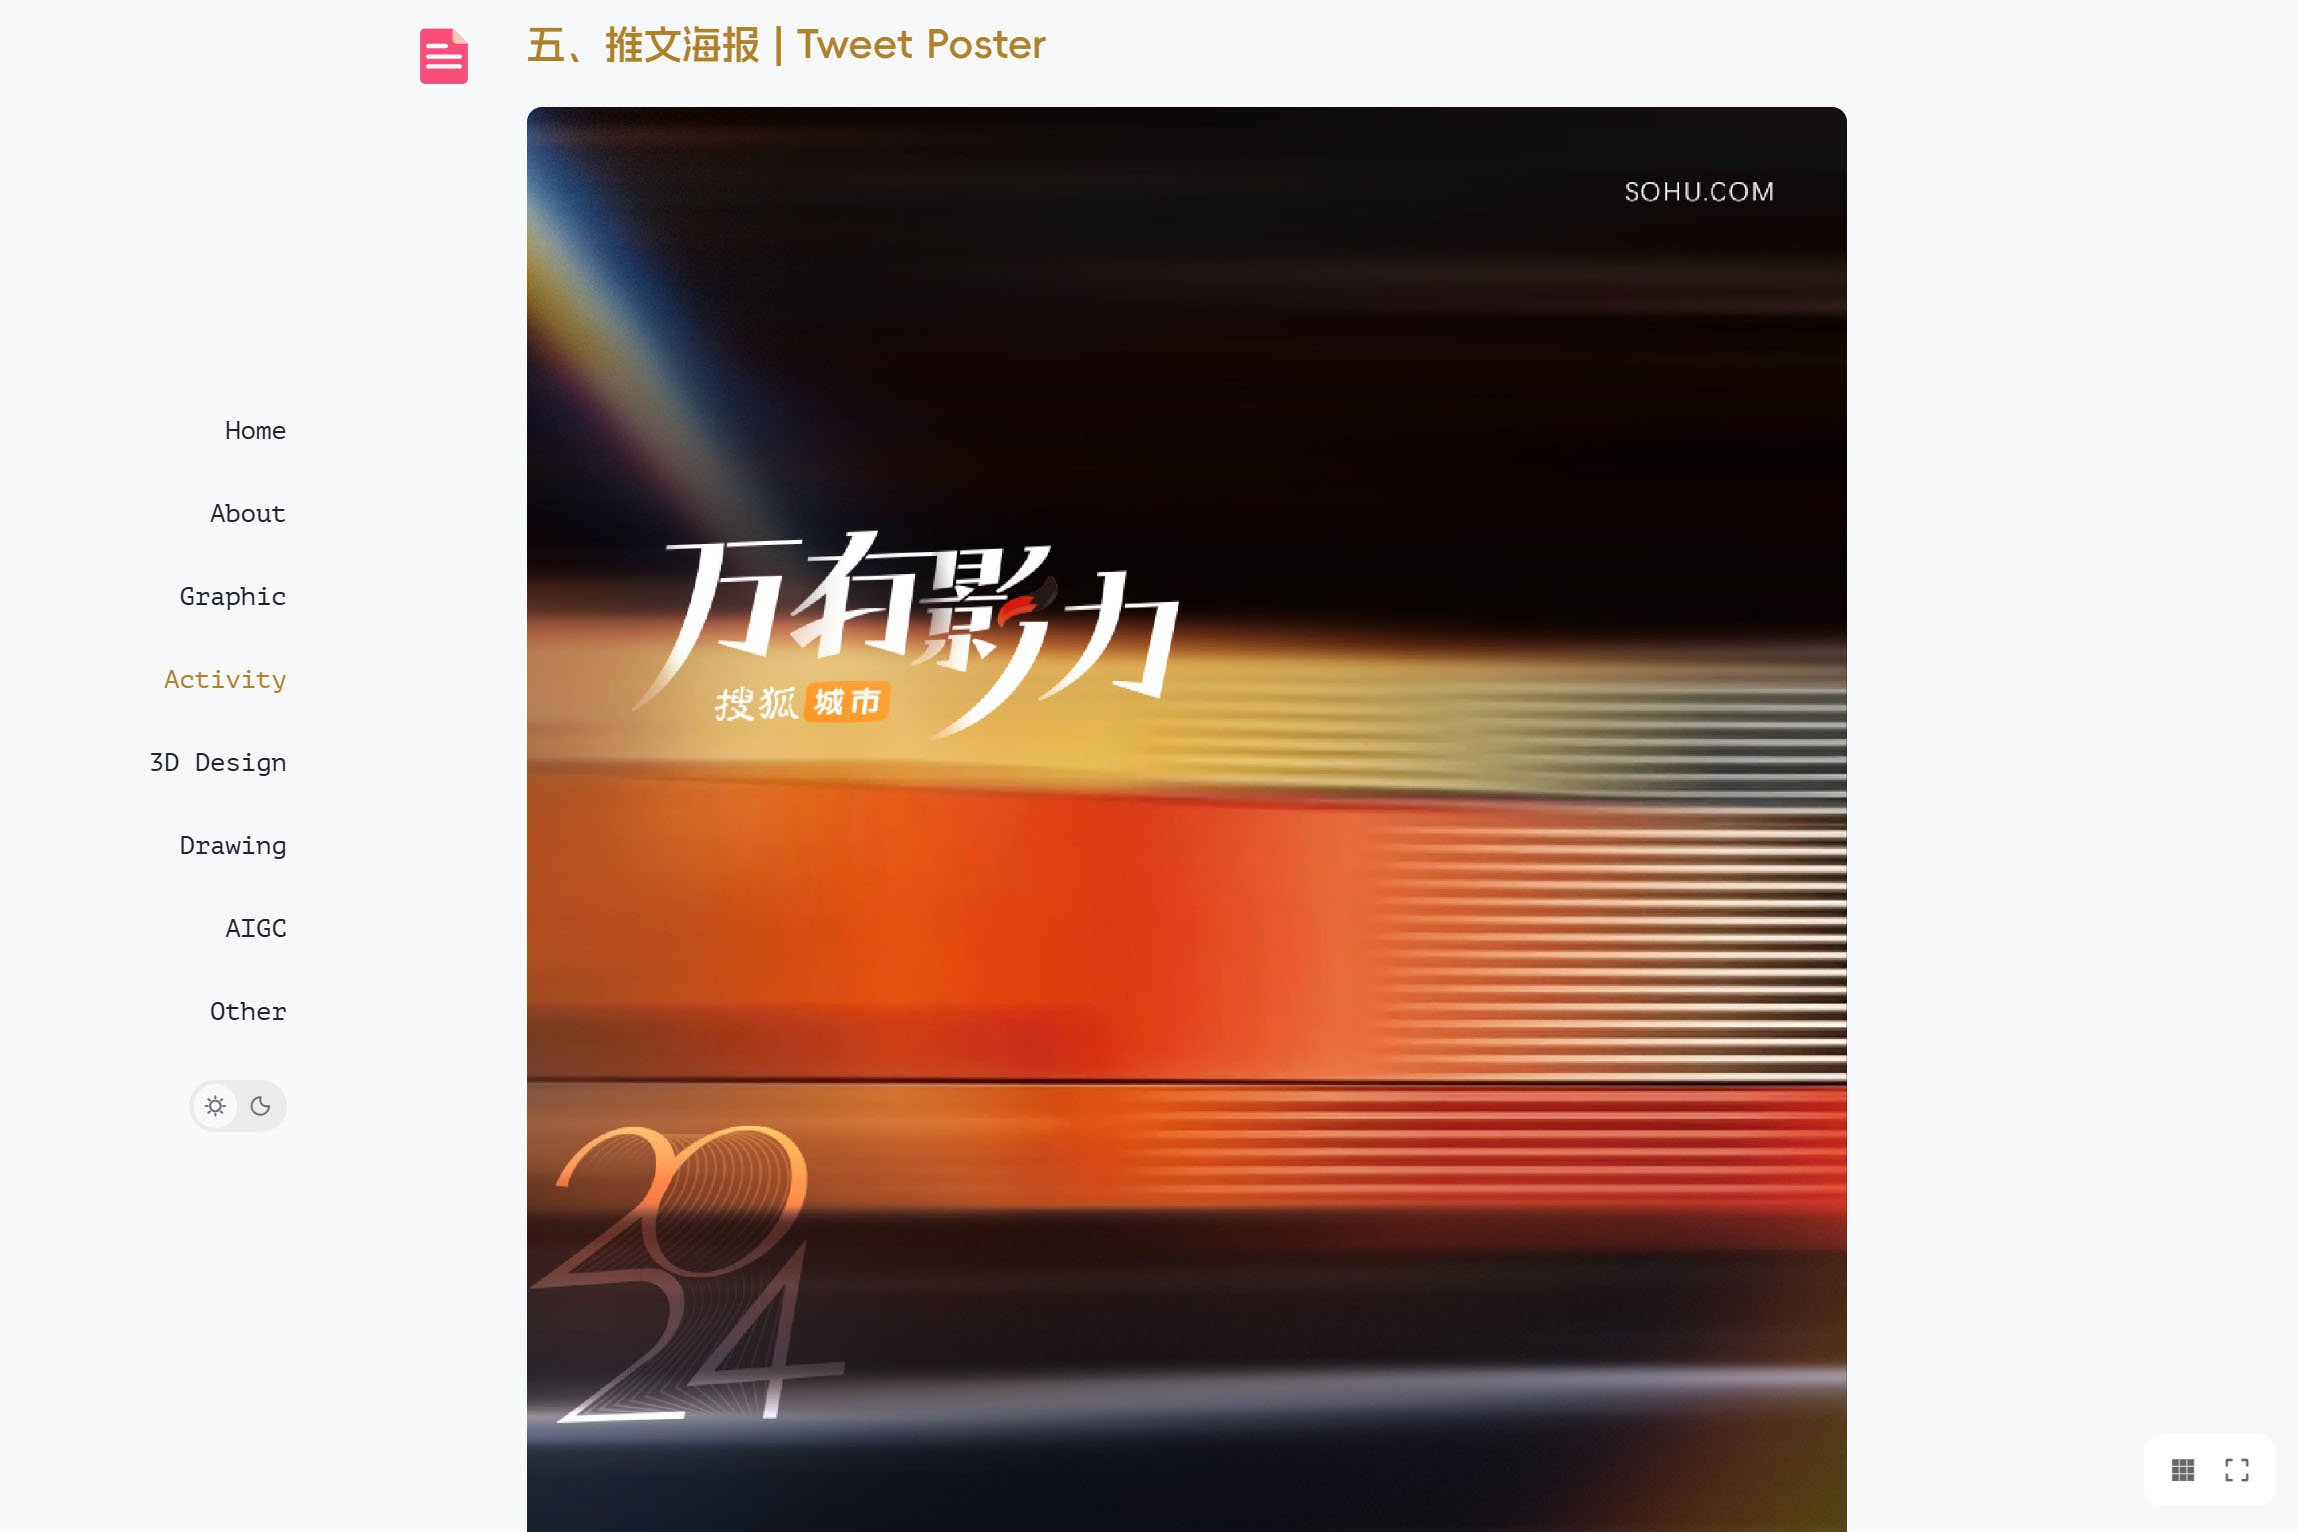 五、推文海报 | Tweet Poster
SOHU.COM
Home
About
Graphic
Activity
3D Design
Drawing
AIGC
Other
万有影力
搜狐 城市
2024